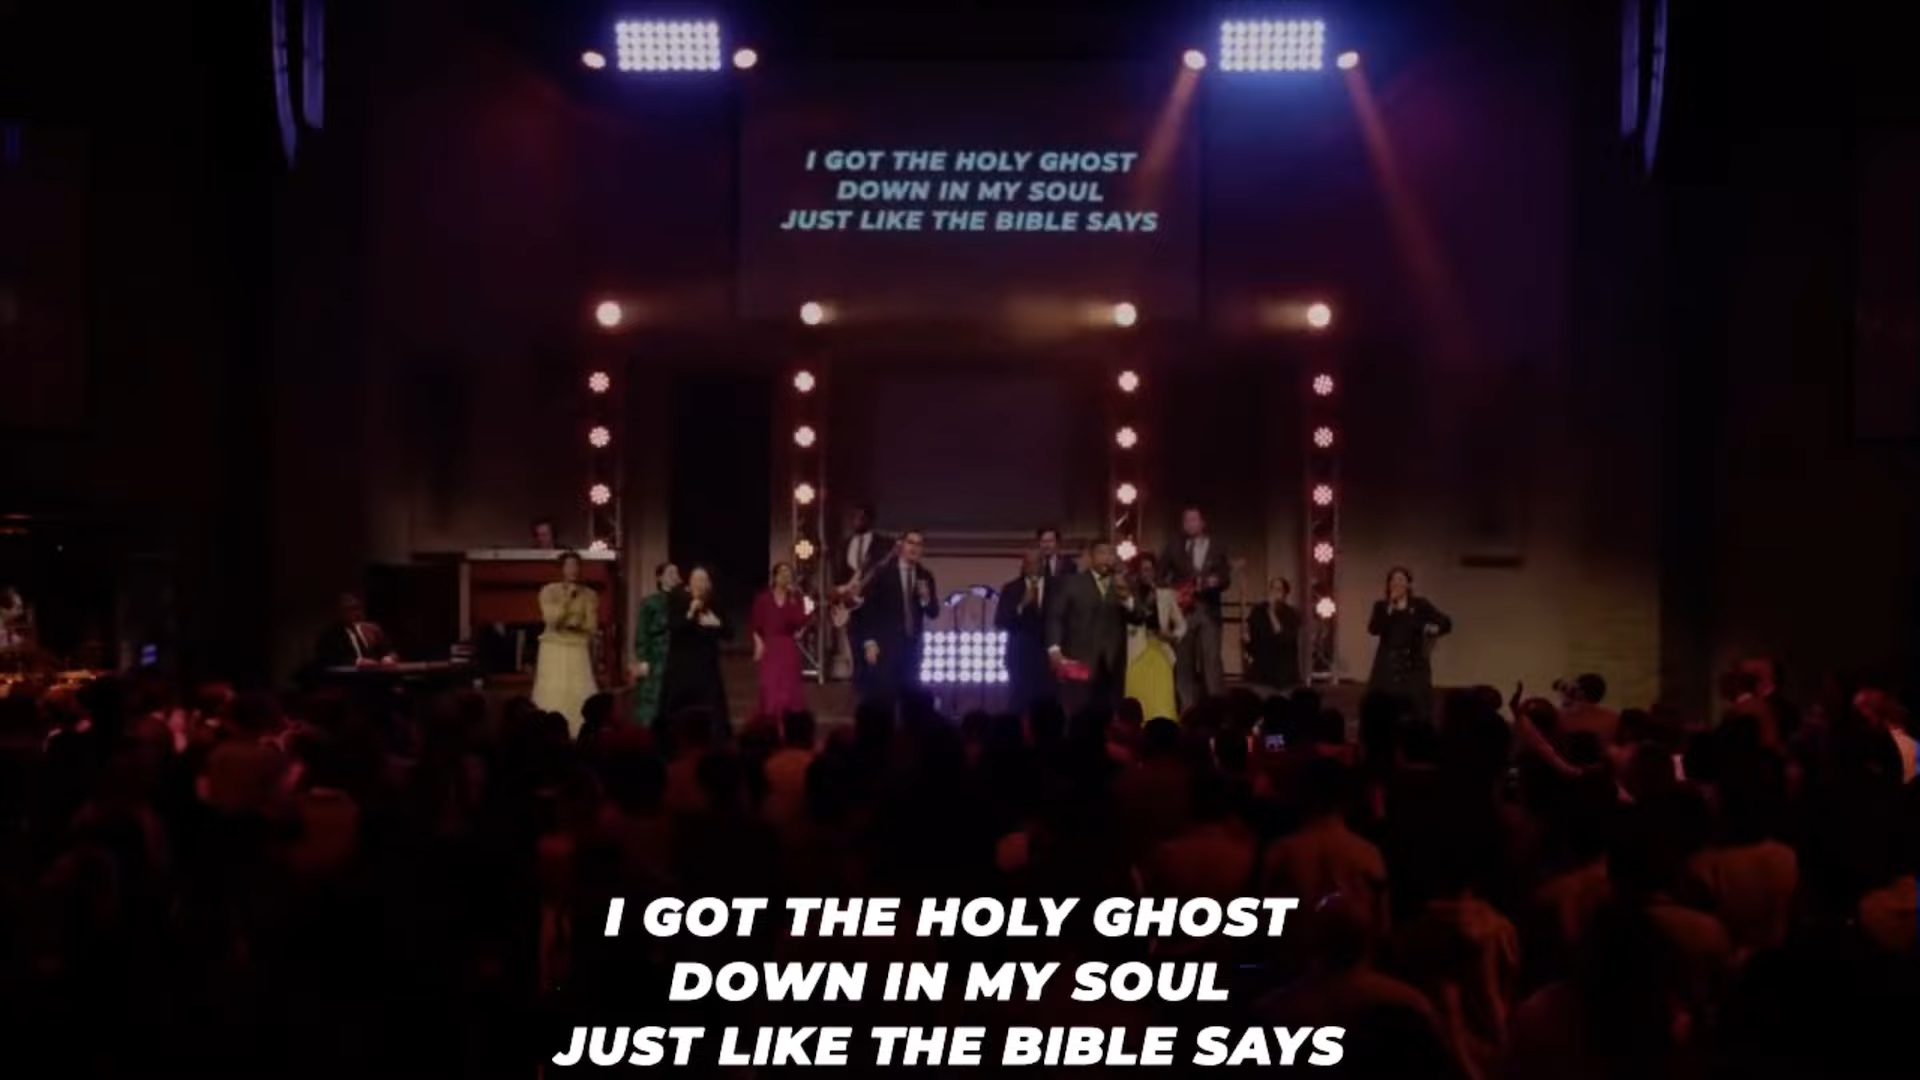 I GOT THE HOLY GHOST
DOWN IN MY SOUL
JUST LIKE THE BIBLE SAYS
I GOT THE HOLY GHOST
DOWN IN MY SOUL
JUST LIKE THE BIBLE SAYS